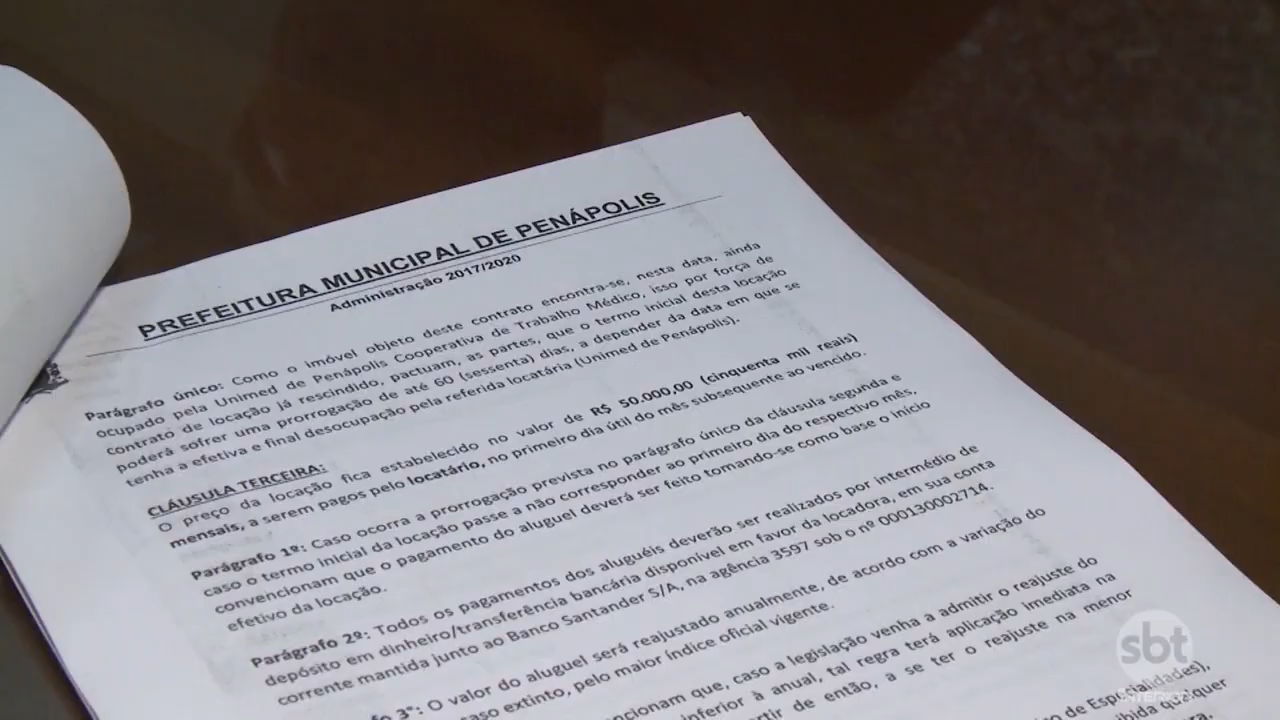 PREFEITURA MUNICIPAL DE PENÁPOLIS
Administração 2017/2020
Parágrafo único: Como o imóvel objeto deste contrato encontra-se, nesta data, ainda
ocupado pela Unimed de Penápolis Cooperativa de Trabalho Médico, isso por força de
contrato de locação já rescindido, pactuam, as partes, que o termo inicial desta locação
poderá sofrer uma prorrogação de até 60 (sessenta) dias, a depender da data em que se
tenha a efetiva e final desocupação pela referida locatária (Unimed de Penápolis).
CLÁUSULA TERCEIRA:
O preço da locação fica estabelecido no valor de R$ 50.000,00 (cinquenta mil reais)
mensais, a serem pagos pelo locatário, no primeiro dia útil do mês subsequente ao vencido.
Parágrafo 1º: Caso ocorra a prorrogação prevista no parágrafo único da cláusula segunda e
caso o termo inicial da locação passe a não corresponder ao primeiro dia do respectivo mês,
convencionam que o pagamento do aluguel deverá ser feito tomando-se como base o início
efetivo da locação.
Parágrafo 2º: Todos os pagamentos dos aluguéis deverão ser realizados por intermédio de
depósito em dinheiro/transferência bancária disponível em favor da locadora, em sua conta
corrente mantida junto ao Banco Santander S/A, na agência 3597 sob o nº 000130002714.
3º: O valor do aluguel será reajustado anualmente, de acordo com a variação do
caso extinto, pelo maior índice oficial vigente.
que, caso a legislação venha a admitir o reajuste do
inferior à anual, tal regra terá aplicação imediata na
partir de então, a se ter o reajuste na menor
de Especialidades),
qualquer
sbt
INTERIOR